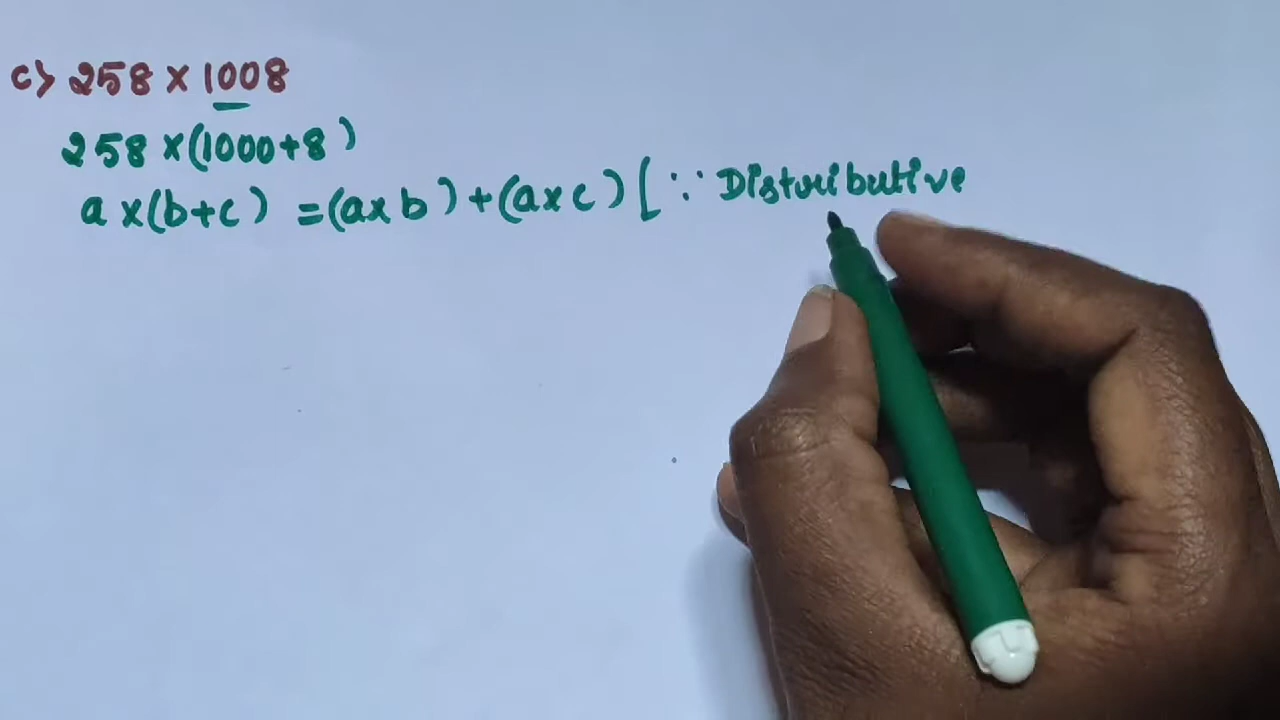 c) 258 × 1008
258 × (1000+8)
a × (b+c) = (a×b) + (a×c) [ ∵ Distributive